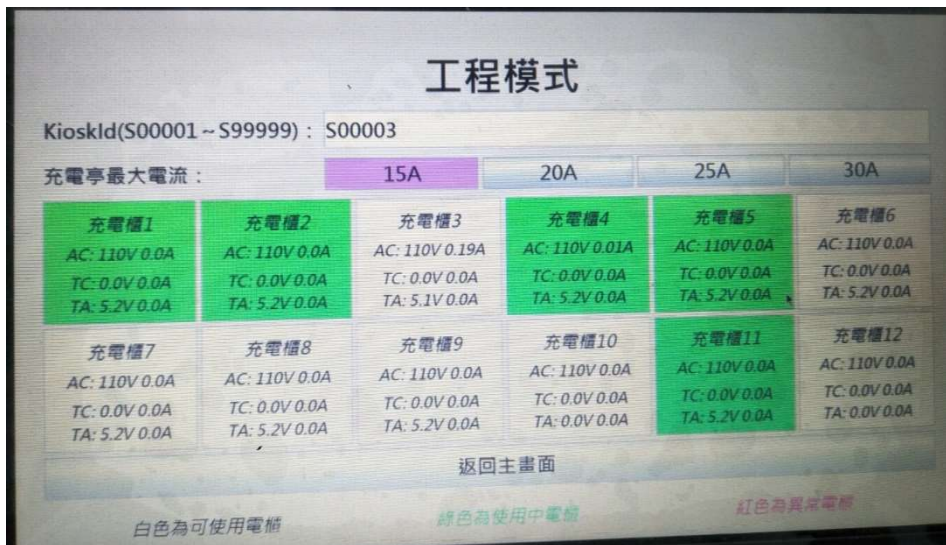 工程模式
KioskId(S00001~S99999)： S00003
充電亭最大電流： 15A 20A 25A 30A
充電櫃1 充電櫃2 充電櫃3 充電櫃4 充電櫃5 充電櫃6
AC: 110V 0.0A AC: 110V 0.0A AC: 110V 0.19A AC: 110V 0.01A AC: 110V 0.0A AC: 110V 0.0A
TC: 0.0V 0.0A TC: 0.0V 0.0A TC: 0.0V 0.0A TC: 0.0V 0.0A TC: 0.0V 0.0A TC: 0.0V 0.0A
TA: 5.2V 0.0A TA: 5.2V 0.0A TA: 5.1V 0.0A TA: 5.2V 0.0A TA: 5.2V 0.0A TA: 5.2V 0.0A
充電櫃7 充電櫃8 充電櫃9 充電櫃10 充電櫃11 充電櫃12
AC: 110V 0.0A AC: 110V 0.0A AC: 110V 0.0A AC: 110V 0.0A AC: 110V 0.0A AC: 110V 0.0A
TC: 0.0V 0.0A TC: 0.0V 0.0A TC: 0.0V 0.0A TC: 0.0V 0.0A TC: 0.0V 0.0A TC: 0.0V 0.0A
TA: 5.2V 0.0A TA: 5.2V 0.0A TA: 5.2V 0.0A TA: 0.0V 0.0A TA: 5.2V 0.0A TA: 0.0V 0.0A
返回主畫面
白色為可使用電櫃 綠色為使用中電櫃 紅色為異常電櫃